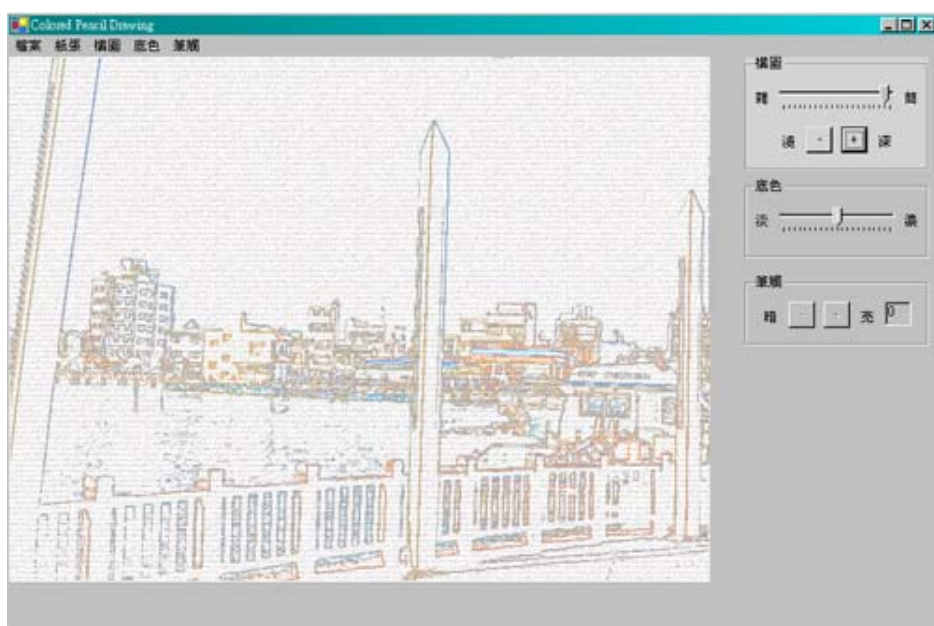 Colored Pencil Drawing
檔案 紙張 構圖 底色 筆觸
構圖
雜 簡
淺 - + 深
底色
淡 濃
筆觸
暗 - + 亮 0